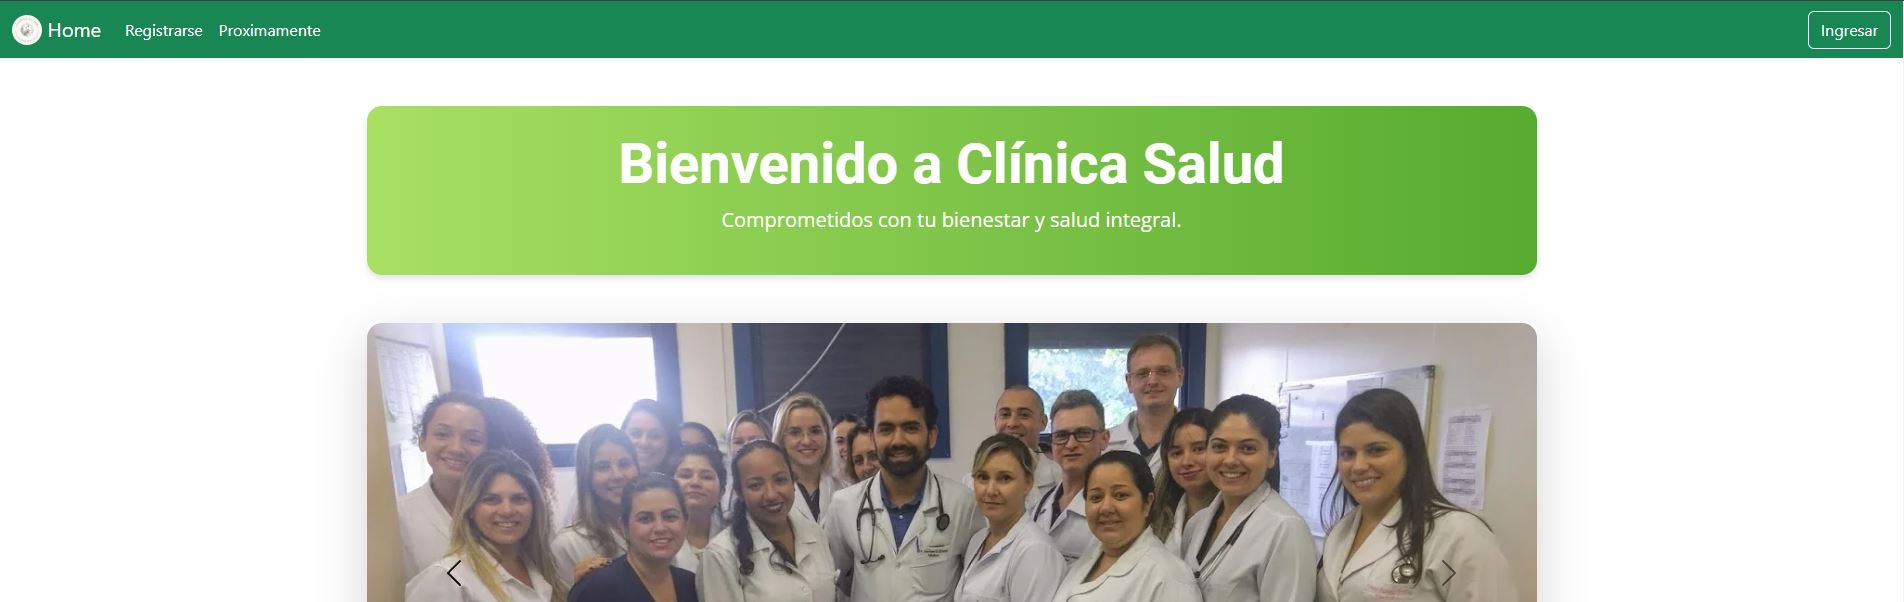 Home Registrarse Proximamente Ingresar
Bienvenido a Clínica Salud
Comprometidos con tu bienestar y salud integral.